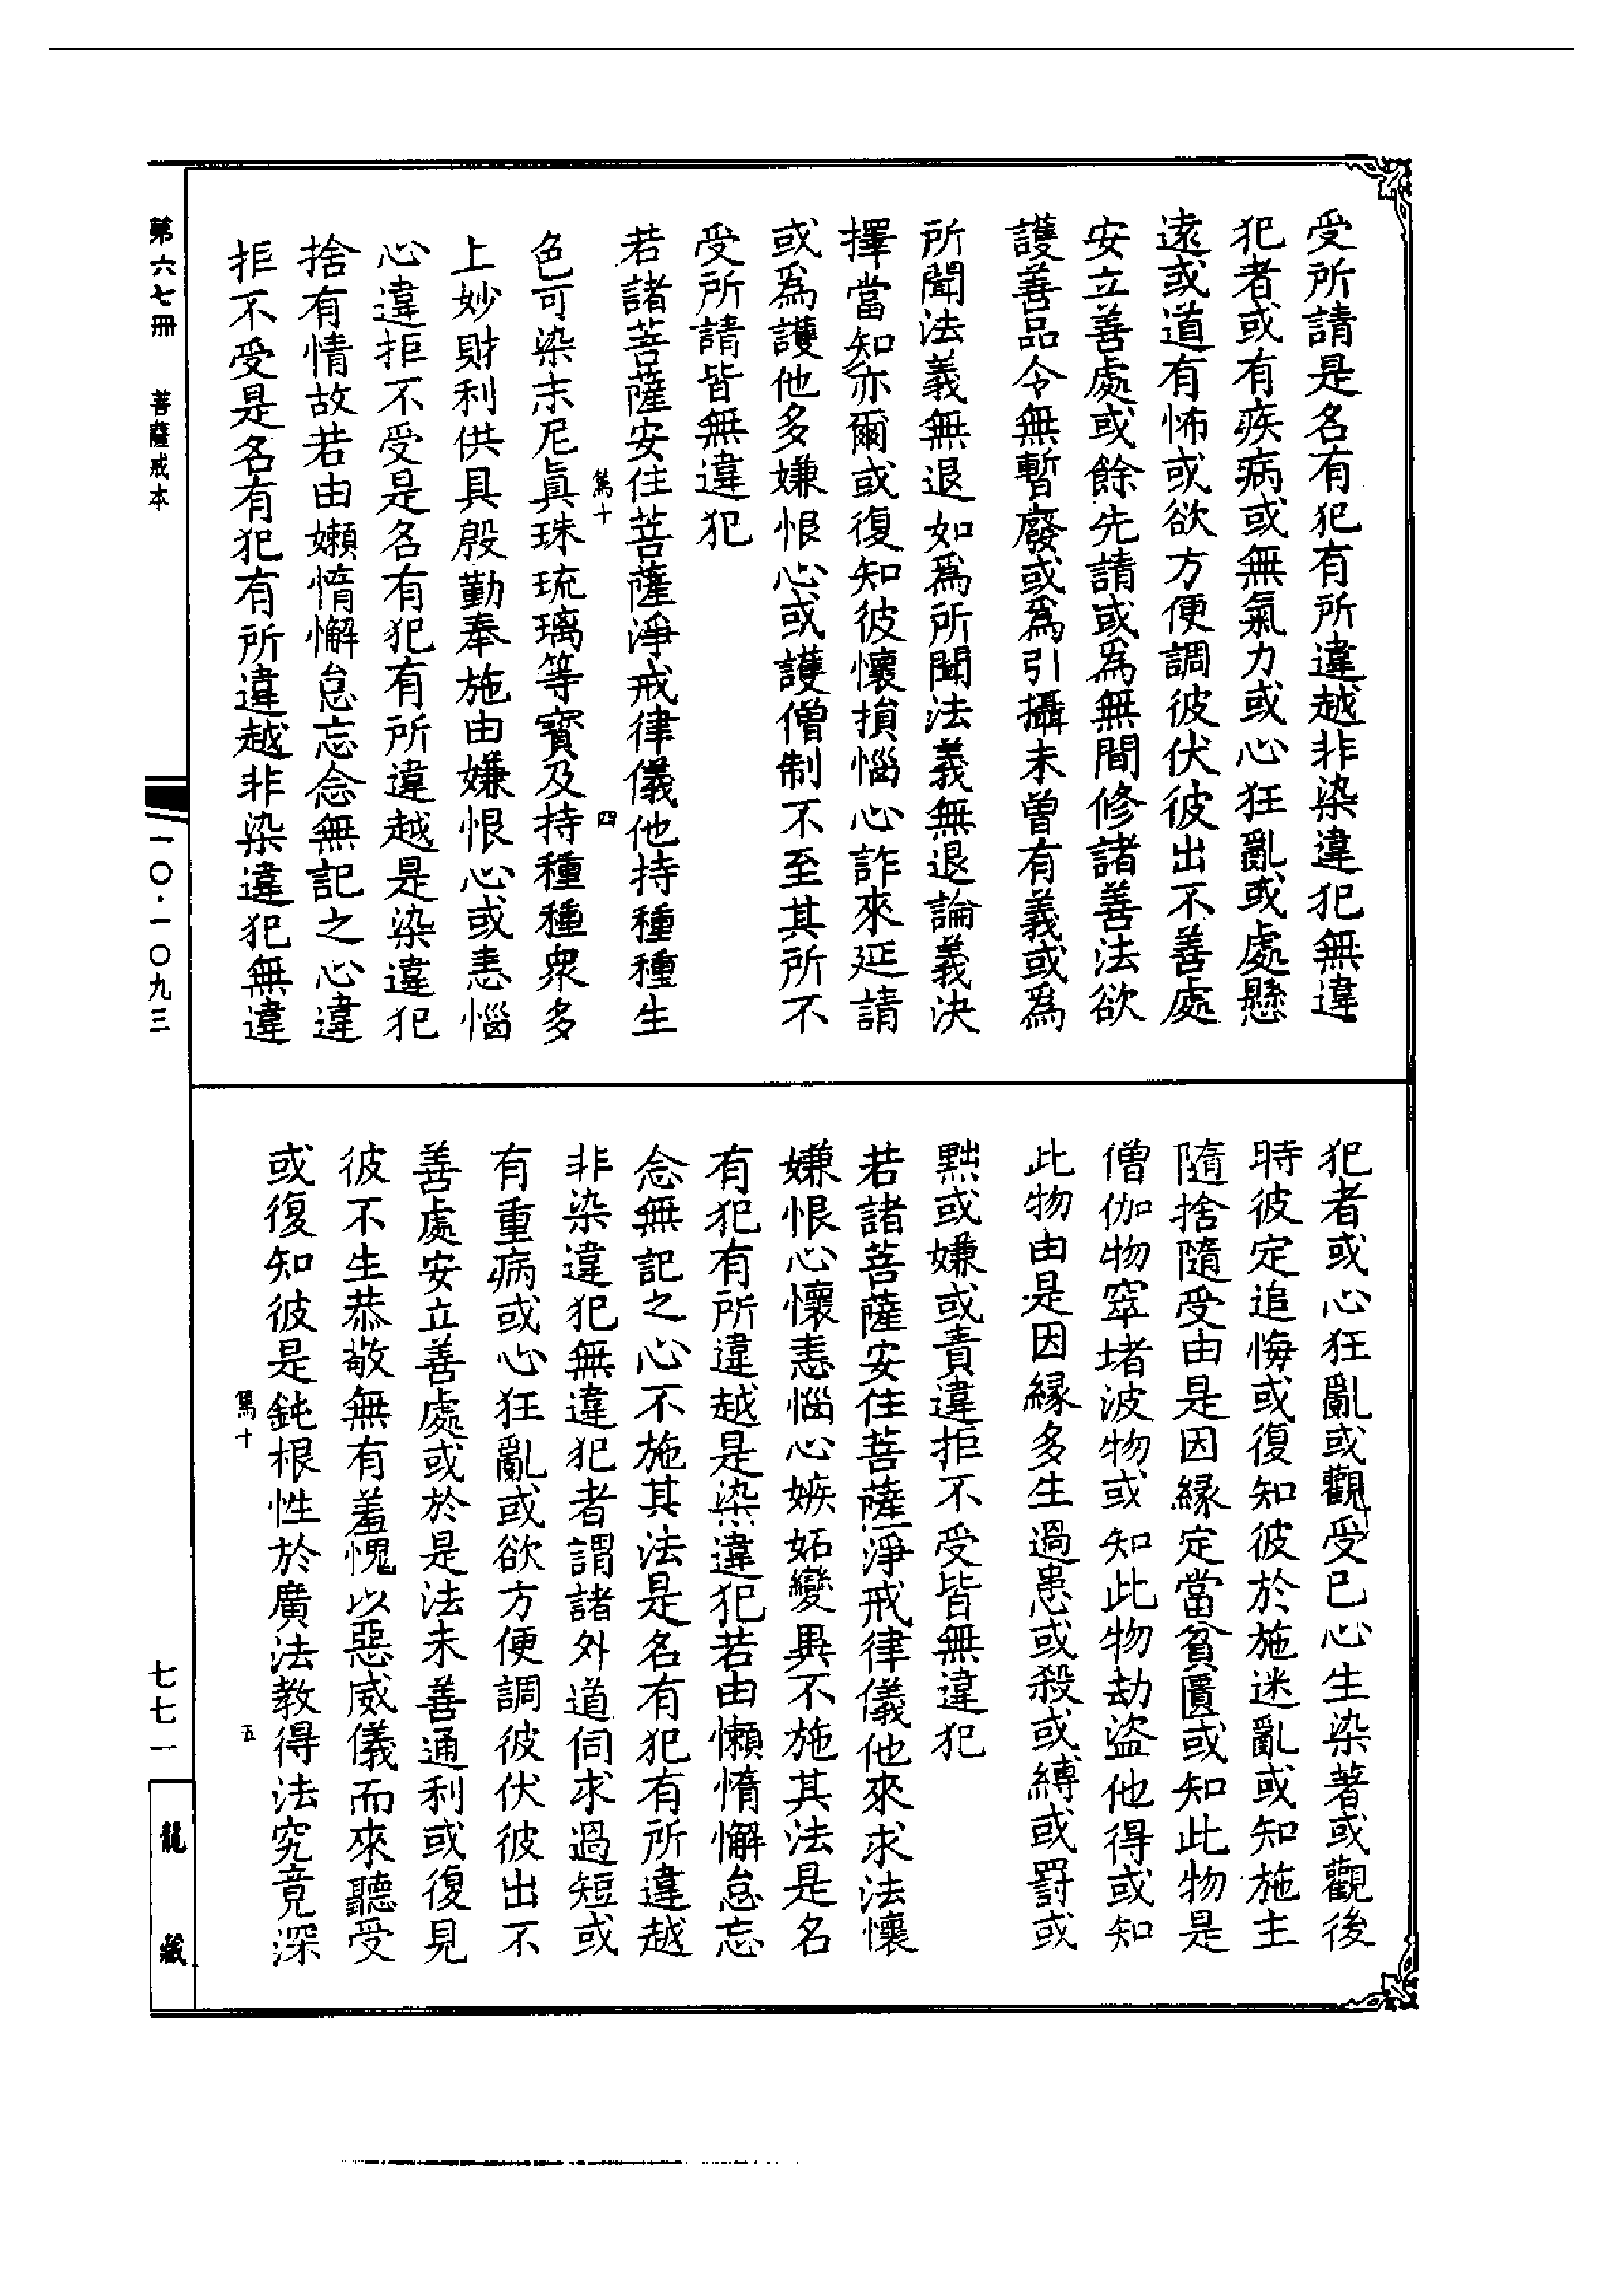 受所請是名有犯有所違越非染違犯無違
犯者或有疾病或無氣力或心狂亂或處懸
遠或道有怖或欲方便調彼伏彼出不善處
安立善處或餘先請或爲無間修諸善法欲
護善品令無暫廢或爲引攝未曾有義或爲
所聞法義無退如爲所聞法義無退論義決
擇當知亦爾或復知彼懷損惱心詐來延請
或爲護他多嫌恨心或護僧制不至其所不
受所請皆無違犯
若諸菩薩安住菩薩淨戒律儀他持種種生
篤十 四
色可染末尼眞珠琉璃等寶及持種種衆多
上妙財利供具殷勤奉施由嫌恨心或恚惱
心違拒不受是名有犯有所違越是染違犯
捨有情故若由嬾惰懈怠忘念無記之心違
拒不受是名有犯有所違越非染違犯無違
犯者或心狂亂或觀受已心生染著或觀後
時彼定追悔或復知彼於施迷亂或知施主
隨捨隨受由是因縁定當貧匱或知此物是
僧伽物窣堵波物或知此物劫盜他得或知
此物由是因縁多生過患或殺或縛或罰或
黜或嫌或責違拒不受皆無違犯
若諸菩薩安住菩薩淨戒律儀他來求法懷
嫌恨心懷恚惱心嫉妬變異不施其法是名
有犯有所違越是染違犯若由懶惰懈怠忘
念無記之心不施其法是名有犯有所違越
非染違犯無違犯者謂諸外道伺求過短或
有重病或心狂亂或欲方便調彼伏彼出不
善處安立善處或於是法未善通利或復見
彼不生恭敬無有羞愧以惡威儀而來聽受
或復知彼是鈍根性於廣法教得法究竟深
篤十 五
第六七冊 菩薩戒本
一〇·一〇九三
七七一
龍藏